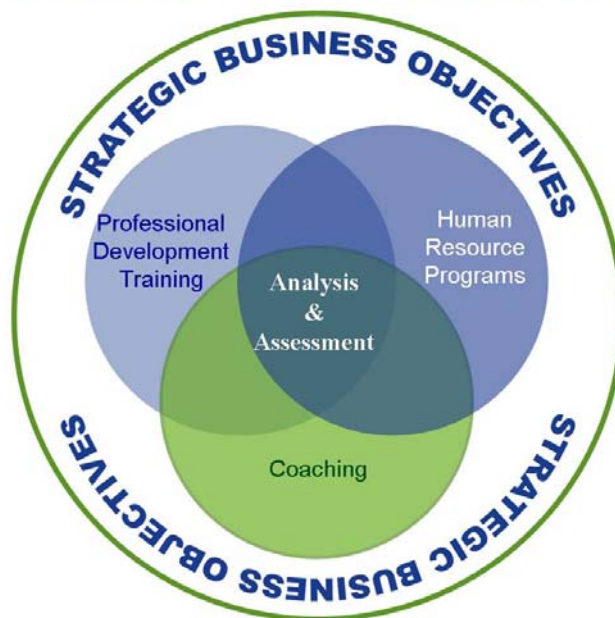 STRATEGIC BUSINESS OBJECTIVES
Professional
Development
Training
Human
Resource
Programs
Analysis
&
Assessment
Coaching
STRATEGIC BUSINESS OBJECTIVES